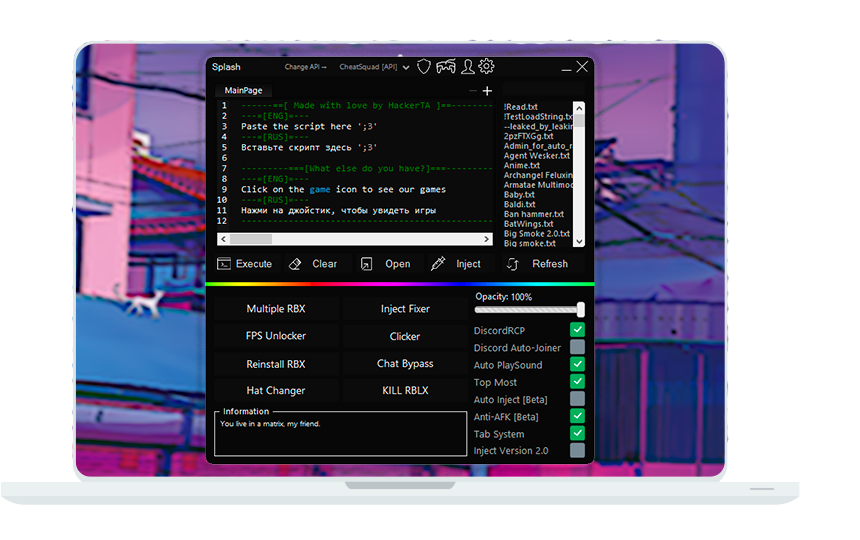 Splash
Change API→ CheatSquad [API]
MainPage
1 ------==[ Made with love by HackerTA ]==---------
2 ---=[ENG]=---
3 Paste the script here ';3'
4 ---=[RUS]=---
5 Вставьте скрипт здесь ';3'
6
7 ---------===[What else do you have?]===---------
8 ---=[ENG]=---
9 Click on the game icon to see our games
10 ---=[RUS]=---
11 Нажми на джойстик, чтобы увидеть игры
12 ------------------------------------------------
!Read.txt
!TestLoadString.tx
--leaked_by_leakin
2pzFTXGg.txt
Admin_for_auto_r
Agent Wesker.txt
Anime.txt
Archangel Feluxin
Armatae Multimod
Baby.txt
Baldi.txt
Ban hammer.txt
BatWings.txt
Big Smoke 2.0.txt
Big smoke.txt
Execute Clear Open Inject Refresh
Multiple RBX Inject Fixer
FPS Unlocker Clicker
Reinstall RBX Chat Bypass
Hat Changer KILL RBLX
Information
You live in a matrix, my friend.
Opacity: 100%
DiscordRCP
Discord Auto-Joiner
Auto PlaySound
Top Most
Auto Inject [Beta]
Anti-AFK [Beta]
Tab System
Inject Version 2.0